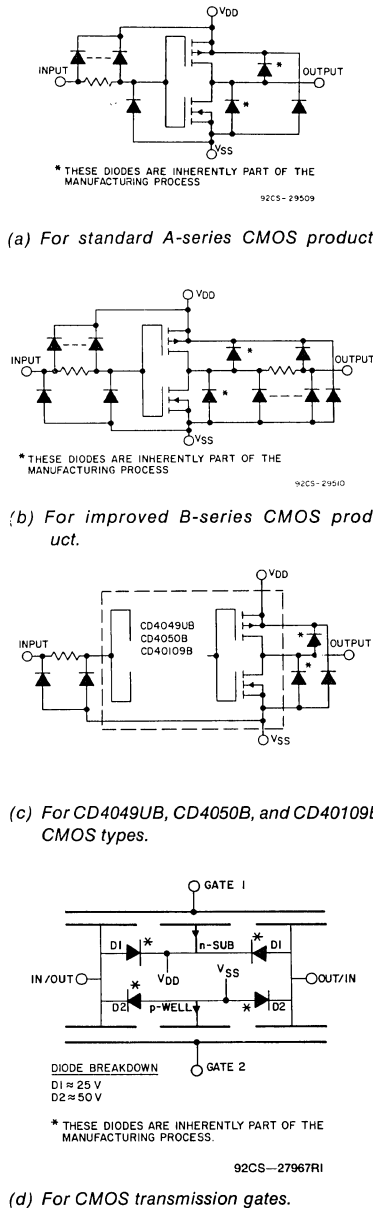 VDD
INPUT
*
OUTPUT
*
VSS
* THESE DIODES ARE INHERENTLY PART OF THE
MANUFACTURING PROCESS
92CS-29509
(a) For standard A-series CMOS product
VDD
INPUT
*
OUTPUT
*
VSS
* THESE DIODES ARE INHERENTLY PART OF THE
MANUFACTURING PROCESS
92CS-29510
(b) For improved B-series CMOS prod-
uct.
VDD
CD4049UB
CD4050B
CD40109B
INPUT
*
OUTPUT
*
VSS
(c) For CD4049UB, CD4050B, and CD40109B
CMOS types.
GATE 1
D1 * n-SUB * D1
IN/OUT VDD VSS OUT/IN
D2 * p-WELL * D2
DIODE BREAKDOWN
D1≈25 V
D2≈50 V
GATE 2
* THESE DIODES ARE INHERENTLY PART OF THE
MANUFACTURING PROCESS.
92CS—27967R1
(d) For CMOS transmission gates.